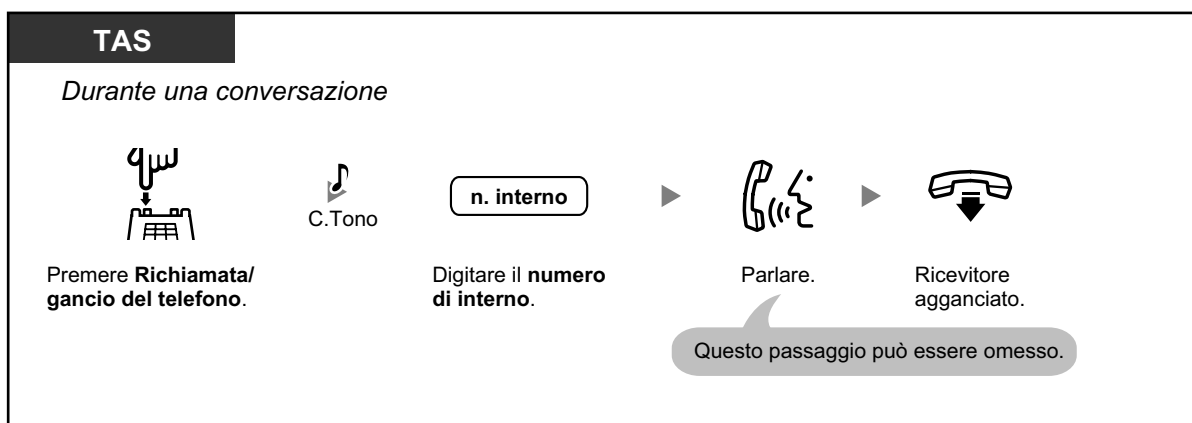 TAS
Durante una conversazione
C.Tono
n. interno
Premere Richiamata/
gancio del telefono.
Digitare il numero
di interno.
Parlare.
Ricevitore
agganciato.
Questo passaggio può essere omesso.